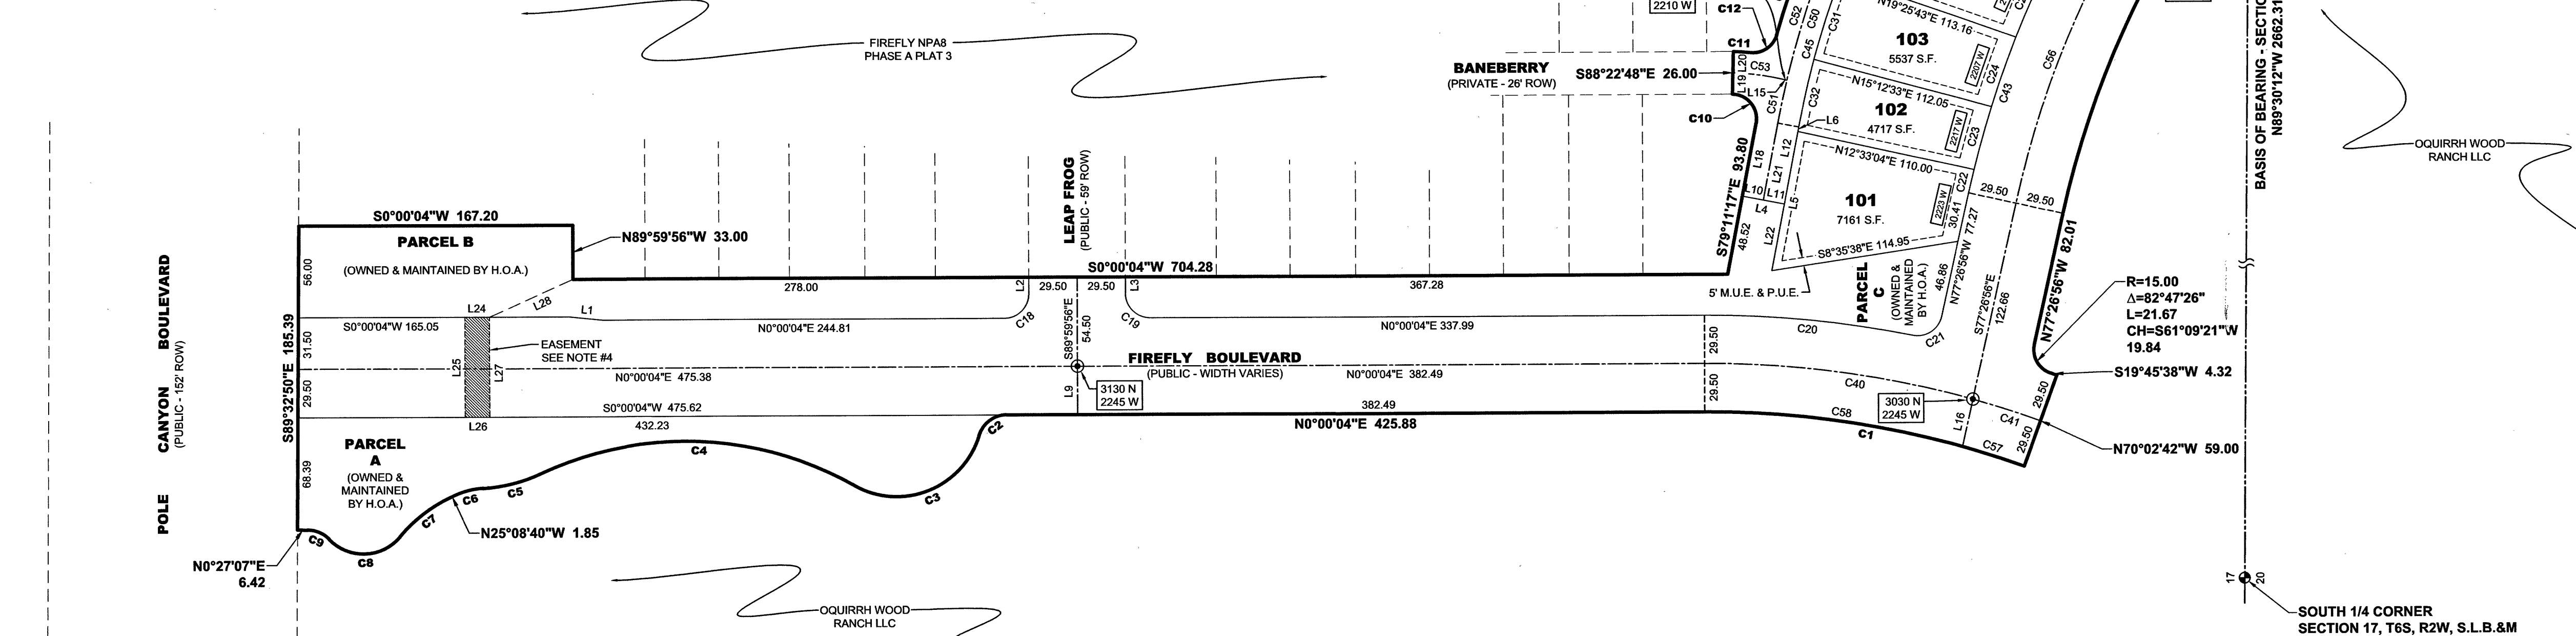 FIREFLY NPA8
PHASE A PLAT 3
2210 W
C12
C11
C52
C50
C45
C31
N19°25'43"E 113.16
103
5537 S.F.
2207 W
C24
C43
C56
BANEBERRY
(PRIVATE - 26' ROW)
S88°22'48"E 26.00
L20
L19
C53
L15
C51
C10
C32
L6
N15°12'33"E 112.05
102
4717 S.F.
2217 W
C23
N12°33'04"E 110.00
C22
L18
L12
L21
L10
L11
L4
L5
L22
S79°11'17"E 93.80
48.52
101
7161 S.F.
2223 W
30.41
S8°35'38"E 114.95
N77°26'56"W 77.27
46.86
29.50
29.50
S77°26'56"E
122.66
N77°26'56"W 82.01
5' M.U.E. & P.U.E.
PARCEL
C
(OWNED &
MAINTAINED
BY H.O.A.)
BASIS OF BEARING - SECTIO
N89°30'12"W 2662.31
OQUIRRH WOOD
RANCH LLC
R=15.00
Δ=82°47'26"
L=21.67
CH=S61°09'21"W
19.84
S19°45'38"W 4.32
N70°02'42"W 59.00
29.50
29.50
C41
C57
L16
3030 N
2245 W
C1
C58
C40
C20
C21
POLE CANYON BOULEVARD
(PUBLIC - 152' ROW)
S89°32'50"E 185.39
56.00
31.50
29.50
68.39
S0°00'04"W 167.20
PARCEL B
(OWNED & MAINTAINED BY H.O.A.)
N89°59'56"W 33.00
L24
L28
L1
S0°00'04"W 165.05
278.00
N0°00'04"E 244.81
L2
C18
LEAP FROG
(PUBLIC - 59' ROW)
S0°00'04"W 704.28
29.50
29.50
L3
C19
367.28
S89°59'56"E
54.50
N0°00'04"E 337.99
29.50
29.50
L25
L27
EASEMENT
SEE NOTE #4
N0°00'04"E 475.38
FIREFLY BOULEVARD
(PUBLIC - WIDTH VARIES)
N0°00'04"E 382.49
3130 N
2245 W
L9
S0°00'04"W 475.62
432.23
L26
382.49
N0°00'04"E 425.88
PARCEL
A
(OWNED &
MAINTAINED
BY H.O.A.)
C2
C3
C4
C5
C6
C7
C8
C9
N25°08'40"W 1.85
N0°27'07"E
6.42
OQUIRRH WOOD
RANCH LLC
17
20
SOUTH 1/4 CORNER
SECTION 17, T6S, R2W, S.L.B.&M